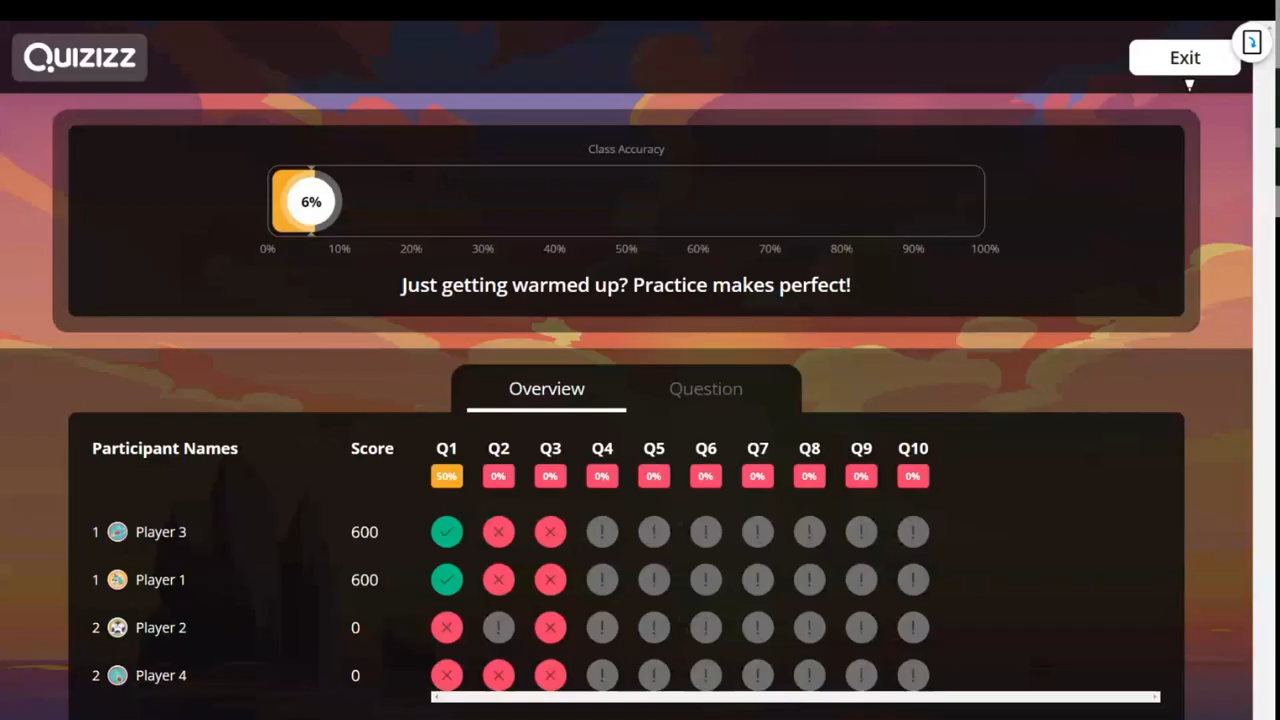 QUIZIZZ
Exit
Class Accuracy
6%
0% 10% 20% 30% 40% 50% 60% 70% 80% 90% 100%
Just getting warmed up? Practice makes perfect!
Overview Question
Participant Names Score Q1 Q2 Q3 Q4 Q5 Q6 Q7 Q8 Q9 Q10
50% 0% 0% 0% 0% 0% 0% 0% 0% 0%
1 Player 3 600
1 Player 1 600
2 Player 2 0
2 Player 4 0